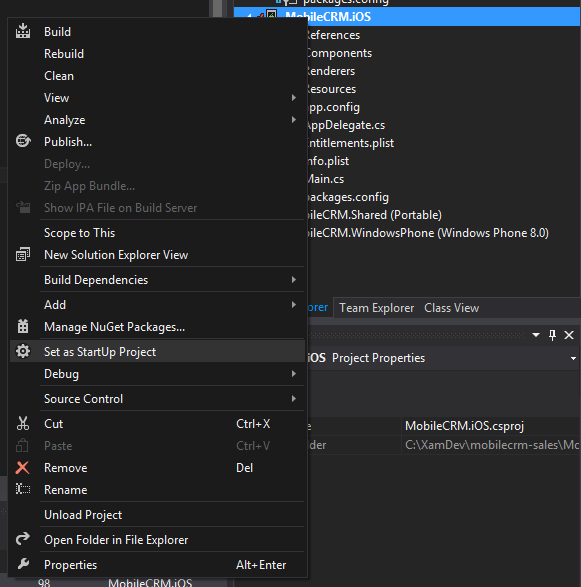 packages.config
MobileCRM.iOS
References
Components
Renderers
Resources
app.config
AppDelegate.cs
Entitlements.plist
Info.plist
Main.cs
packages.config
ileCRM.Shared (Portable)
ileCRM.WindowsPhone (Windows Phone 8.0)
Build
Rebuild
Clean
View
Analyze
Publish...
Deploy...
Zip App Bundle...
Show IPA File on Build Server
Scope to This
New Solution Explorer View
Build Dependencies
Add
Manage NuGet Packages...
Set as StartUp Project
Debug
Source Control
Cut Ctrl+X
Paste Ctrl+V
Remove Del
Rename
Unload Project
Open Folder in File Explorer
Properties Alt+Enter
orer Team Explorer Class View
iOS Project Properties
e MobileCRM.iOS.csproj
lder C:\XamDev\mobilecrm-sales\Mo
98 MobileCRM.iOS